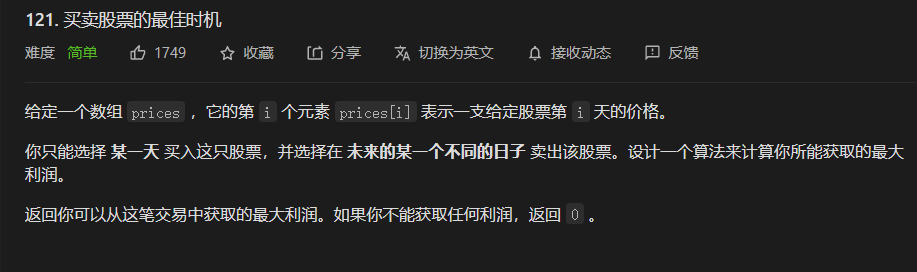 121. 买卖股票的最佳时机
难度 简单 1749 收藏 分享 切换为英文 接收动态 反馈
给定一个数组 prices ，它的第 i 个元素 prices[i] 表示一支给定股票第 i 天的价格。
你只能选择 某一天 买入这只股票，并选择在 未来的某一个不同的日子 卖出该股票。设计一个算法来计算你所能获取的最大
利润。
返回你可以从这笔交易中获取的最大利润。如果你不能获取任何利润，返回 0 。